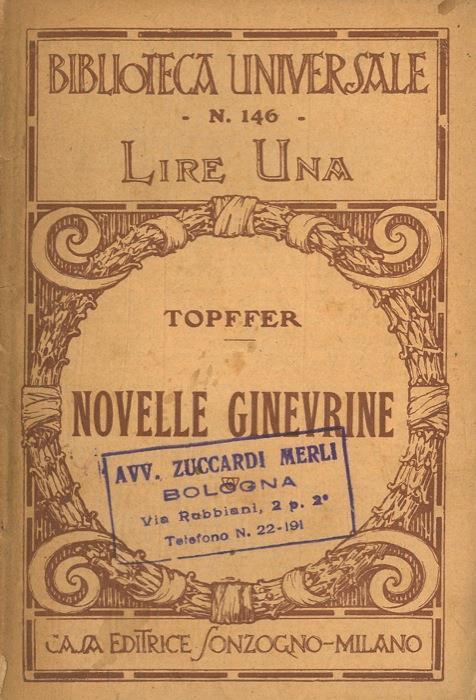 BIBLIOTECA UNIVERSALE
- N. 146 -
LIRE UNA
TOPFFER
NOVELLE GINEVRINE
AVV. ZUCCARDI MERLI
BOLOGNA
Via Rabbiani, 2 p. 2°
Telefono N. 22-191
CASA EDITRICE SONZOGNO-MILANO